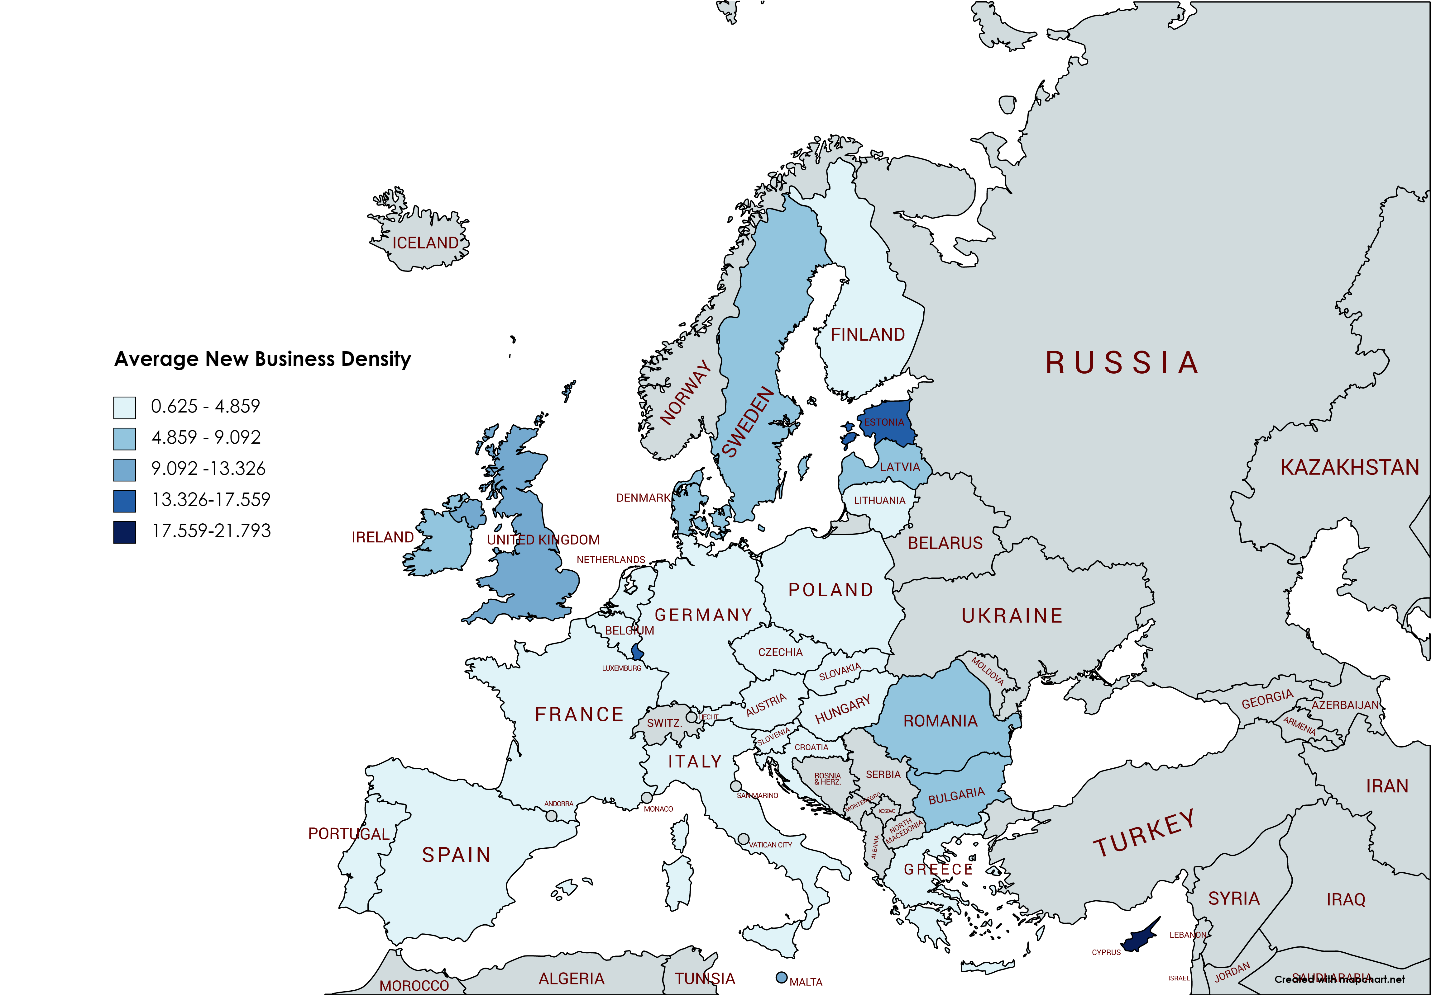 ICELAND
FINLAND
NORWAY
SWEDEN
RUSSIA
Average New Business Density
0.625 - 4.859
4.859 - 9.092
9.092 -13.326
13.326-17.559
17.559-21.793
ESTONIA
LATVIA
LITHUANIA
KAZAKHSTAN
DENMARK
IRELAND
UNITED KINGDOM
NETHERLANDS
BELARUS
POLAND
GERMANY
UKRAINE
BELGIUM
LUXEMBURG
CZECHIA
SLOVAKIA
MOLDOVA
FRANCE
SWITZ.
LIECHT.
AUSTRIA
HUNGARY
ROMANIA
GEORGIA
AZERBAIJAN
ARMENIA
SLOVENIA
CROATIA
ITALY
BOSNIA
& HERZ.
SERBIA
BULGARIA
IRAN
ANDORRA
MONACO
SAN MARINO
MONTENEGRO
NORTH
MACEDONIA
PORTUGAL
SPAIN
VATICAN CITY
ALBANIA
GREECE
TURKEY
SYRIA
IRAQ
LEBANON
CYPRUS
MOROCCO
ALGERIA
TUNISIA
MALTA
ISRAEL
JORDAN
SAUDI ARABIA
Created with mapchart.net